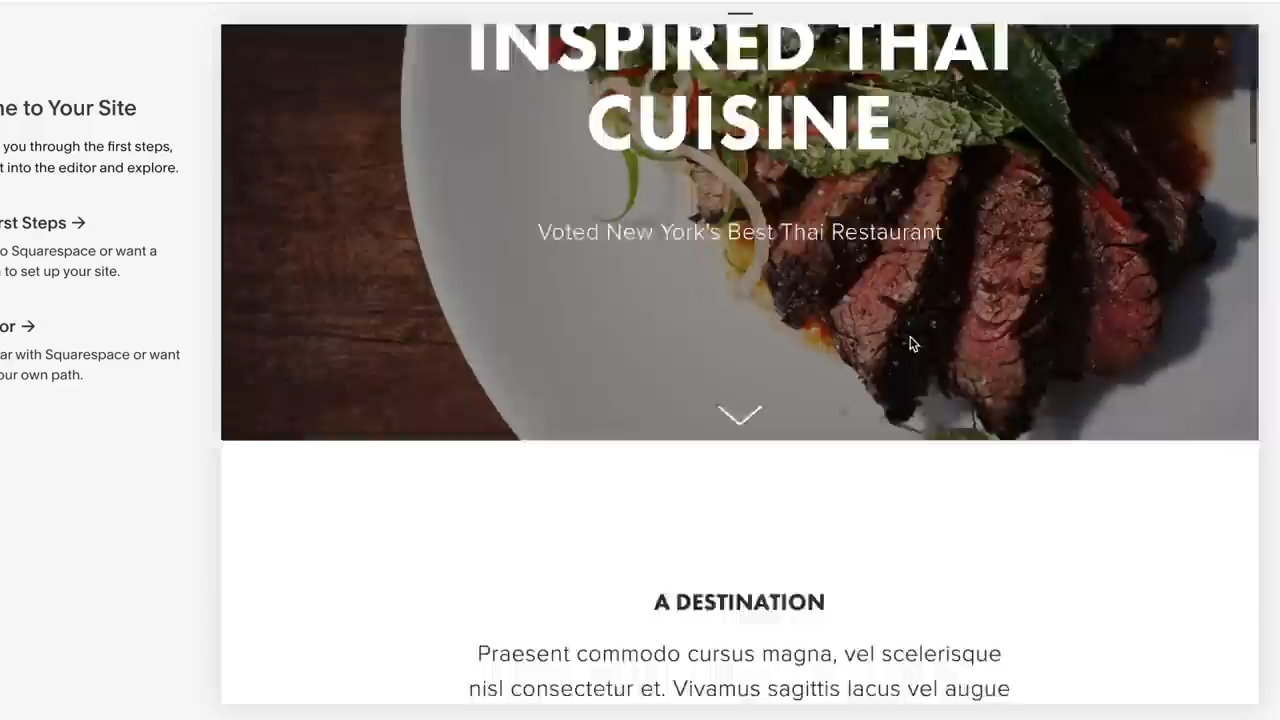 ne to Your Site
you through the first steps,
t into the editor and explore.
rst Steps →
o Squarespace or want a
to set up your site.
or →
ar with Squarespace or want
our own path.
INSPIRED THAI
CUISINE
Voted New York's Best Thai Restaurant
A DESTINATION
Praesent commodo cursus magna, vel scelerisque
nisl consectetur et. Vivamus sagittis lacus vel augue